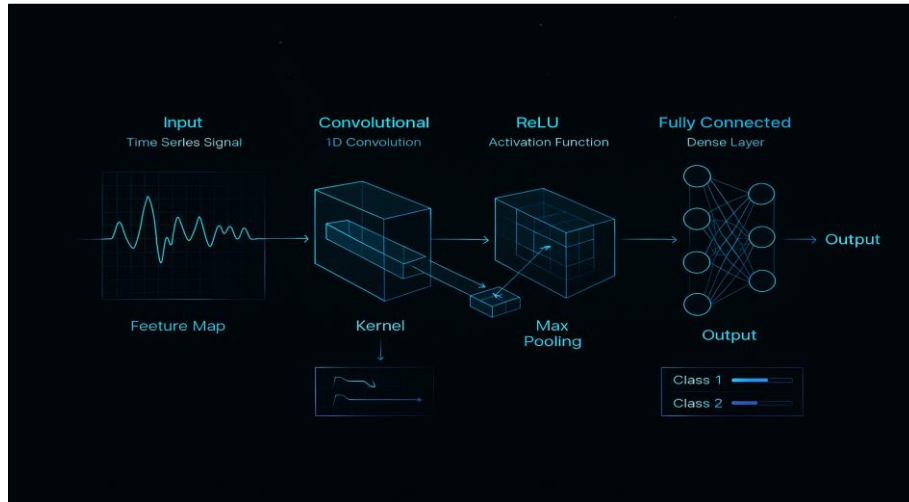 Input
Time Series Signal
Convolutional
1D Convolution
ReLU
Activation Function
Fully Connected
Dense Layer
Output
Feeture Map
Kernel
Max
Pooling
Output
Class 1
Class 2